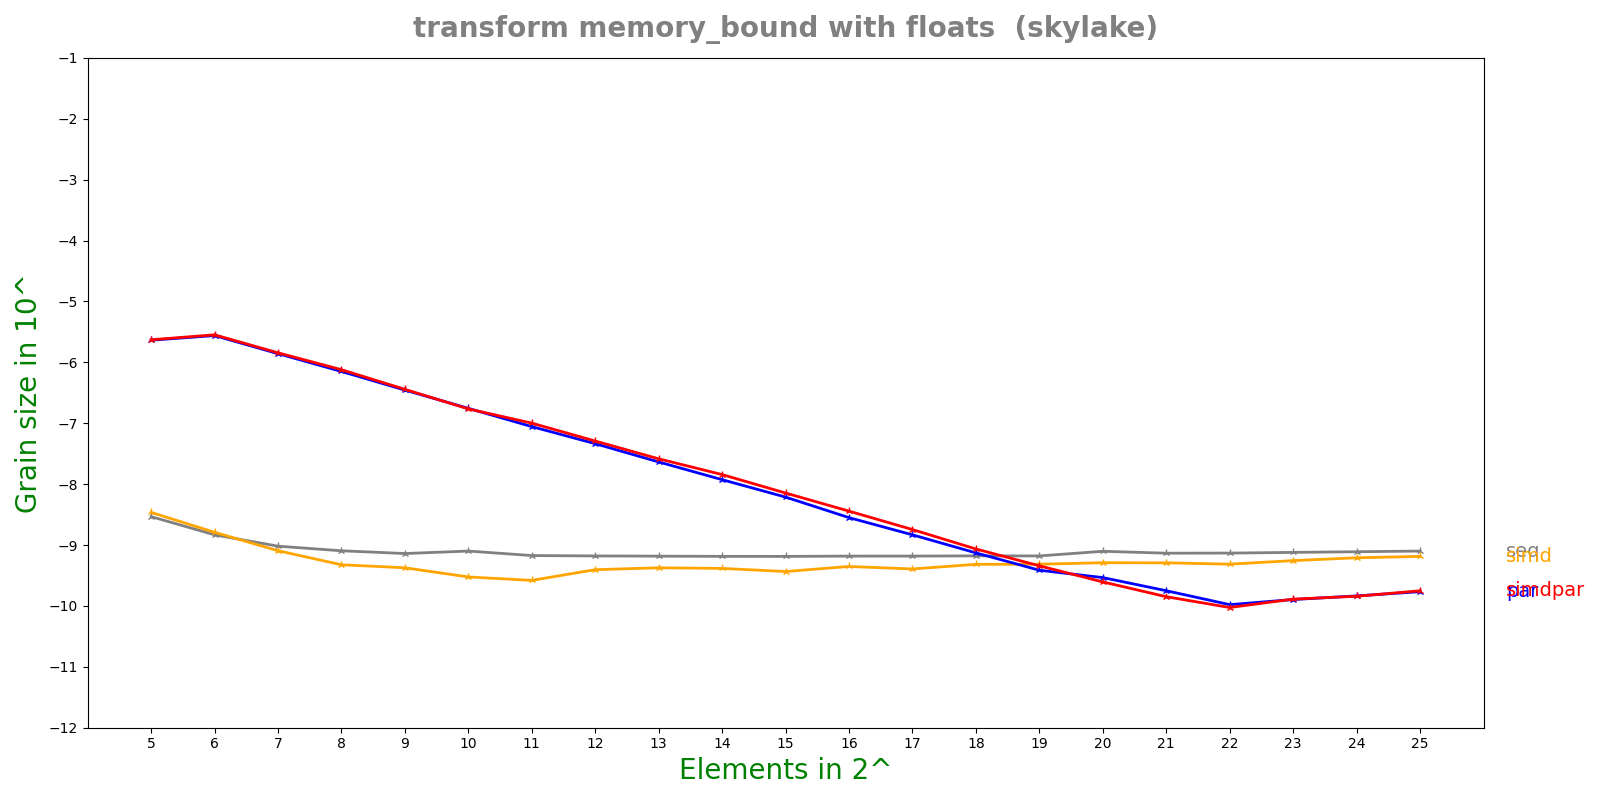 transform memory_bound with floats  (skylake)
−1
−2
−3
−4
−5
−6
−7
−8
−9
−10
−11
−12
Grain size in 10^
5 6 7 8 9 10 11 12 13 14 15 16 17 18 19 20 21 22 23 24 25
Elements in 2^
seq
simd
simdpar
par